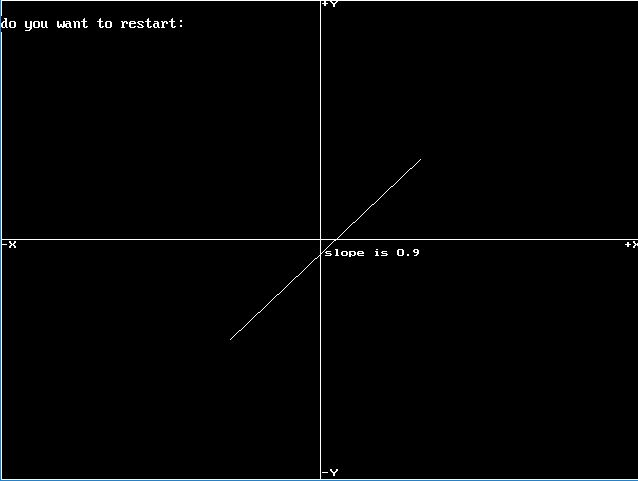 +Y
do you want to restart:
-X
+X
slope is 0.9
-Y